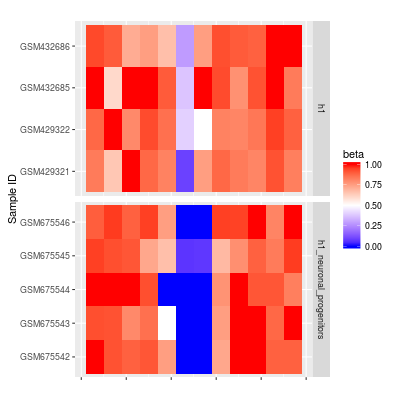 Sample ID
GSM432686
GSM432685
GSM429322
GSM429321
h1
GSM675546
GSM675545
GSM675544
GSM675543
GSM675542
h1_neuronal_progenitors
beta
1.00
0.75
0.50
0.25
0.00